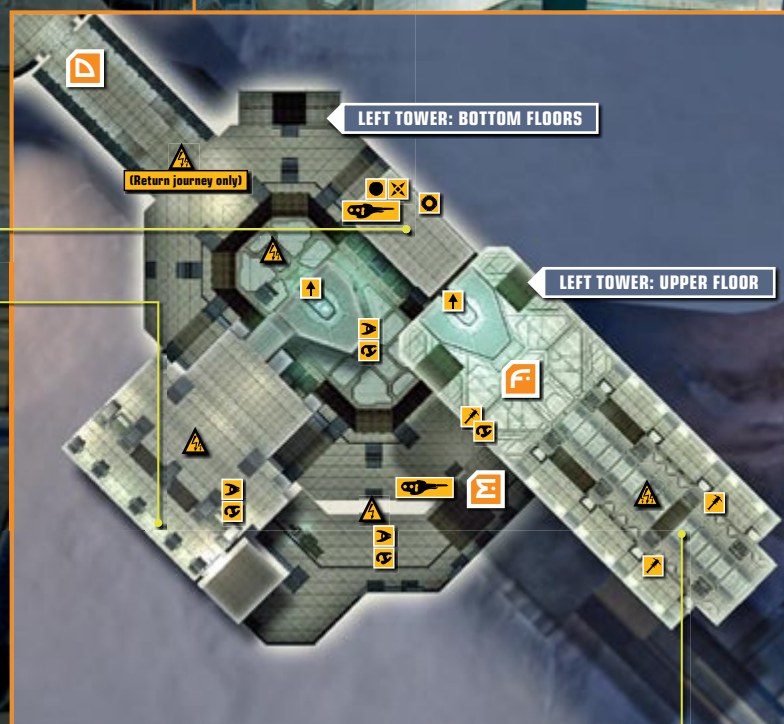 D
LEFT TOWER: BOTTOM FLOORS
(Return journey only)
LEFT TOWER: UPPER FLOOR
F